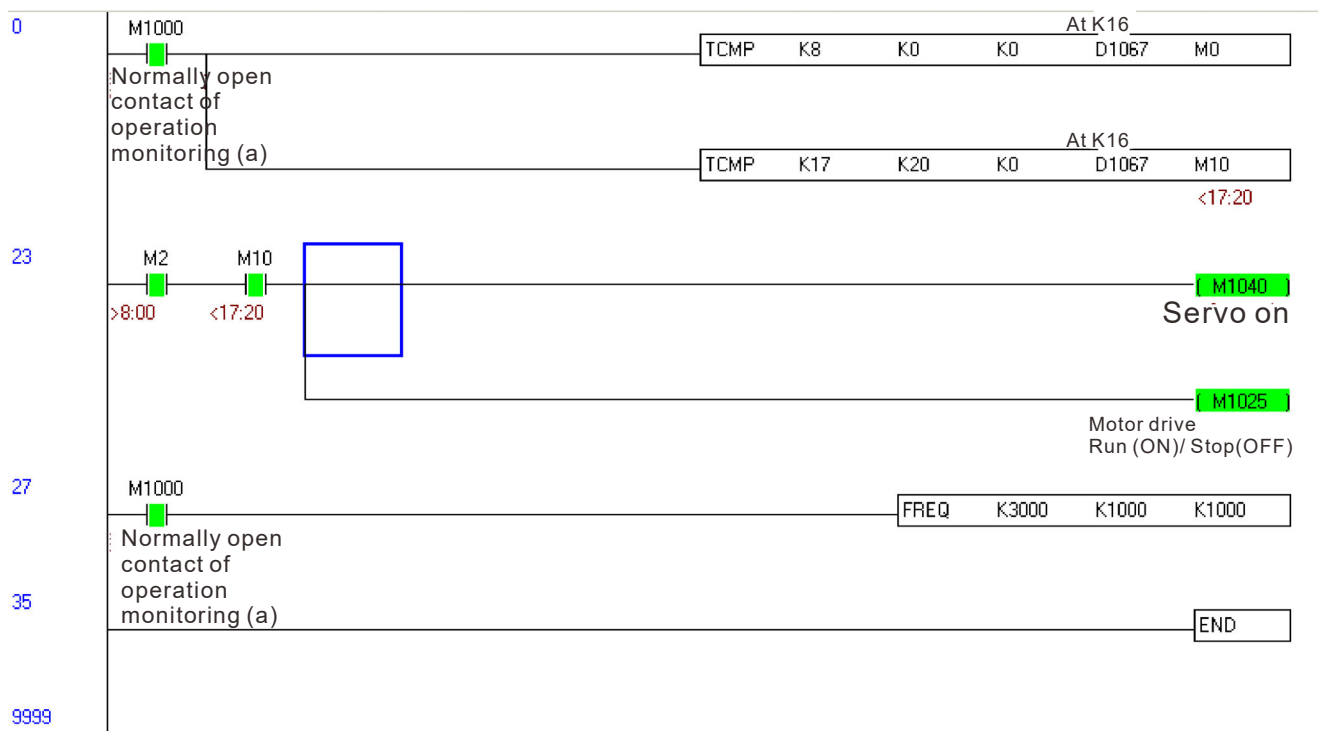 0
M1000
At K16
TCMP K8 K0 K0 D1067 M0
Normally open
contact of
operation
monitoring (a)
At K16
TCMP K17 K20 K0 D1067 M10
<17:20
23
M2 M10
( M1040 )
>8:00 <17:20
Servo on
( M1025 )
Motor drive
Run (ON)/ Stop(OFF)
27
M1000
FREQ K3000 K1000 K1000
Normally open
contact of
operation
monitoring (a)
35
END
9999